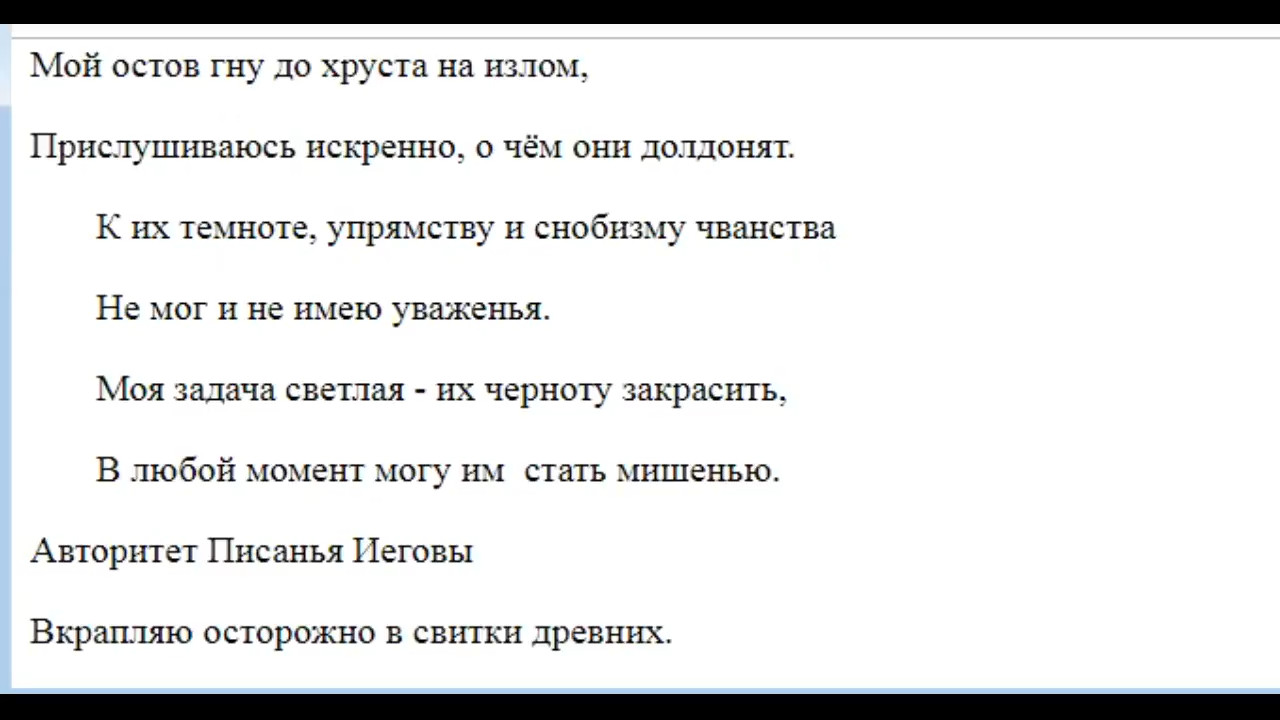 Мой остов гну до хруста на излом,
Прислушиваюсь искренно, о чём они долдонят.
К их темноте, упрямству и снобизму чванства
Не мог и не имею уваженья.
Моя задача светлая - их черноту закрасить,
В любой момент могу им  стать мишенью.
Авторитет Писанья Иеговы
Вкрапляю осторожно в свитки древних.